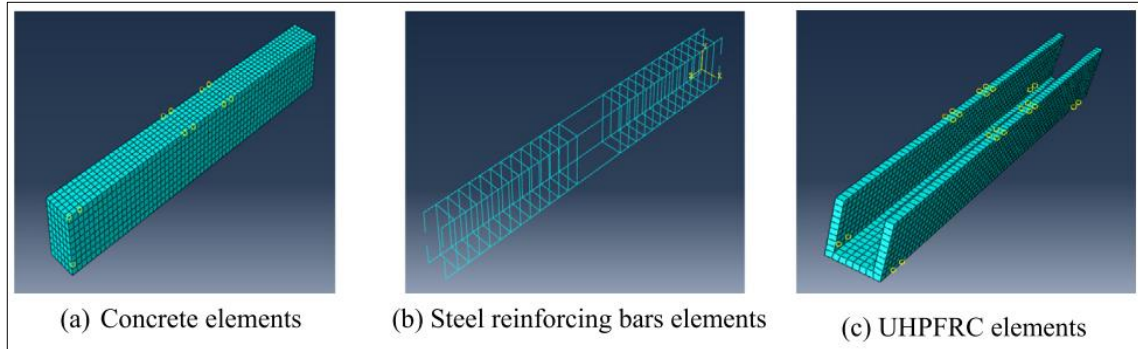 (a) Concrete elements
(b) Steel reinforcing bars elements
(c) UHPFRC elements